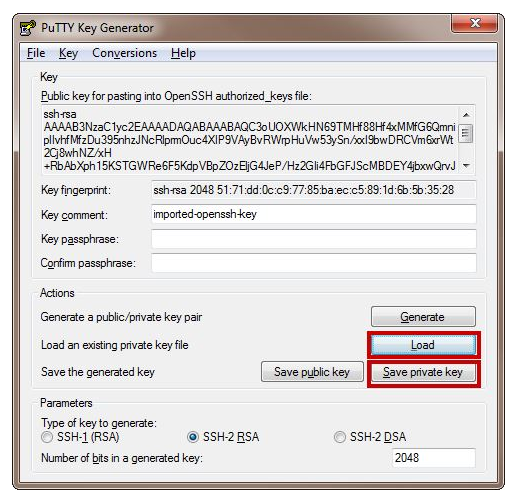 PuTTY Key Generator
File Key Conversions Help
Key
Public key for pasting into OpenSSH authorized_keys file:
ssh-rsa
AAAAB3NzaC1yc2EAAAADAQABAAABAQC3oUOXWkHN69TMHf88Hf4xMMfG6Qmni
plIvhfMfzDu395nhzJNcRlpmOuc4XIP9VAyBvRWrpHuVw53ySn/xxI9bwDRCVm6xrWt
2Cj8whNZ/xH
+RbAbXph15KSTGWRe6F5KdpVBpZOzEljG4JeP/Hz2Gli4FbGFJScMBDEY4jbxwQrvJ
Key fingerprint: ssh-rsa 2048 51:71:dd:0c:c9:77:85:ba:ec:c5:89:1d:6b:5b:35:28
Key comment: imported-openssh-key
Key passphrase:
Confirm passphrase:
Actions
Generate a public/private key pair Generate
Load an existing private key file Load
Save the generated key Save public key Save private key
Parameters
Type of key to generate:
SSH-1 (RSA) SSH-2 RSA SSH-2 DSA
Number of bits in a generated key: 2048